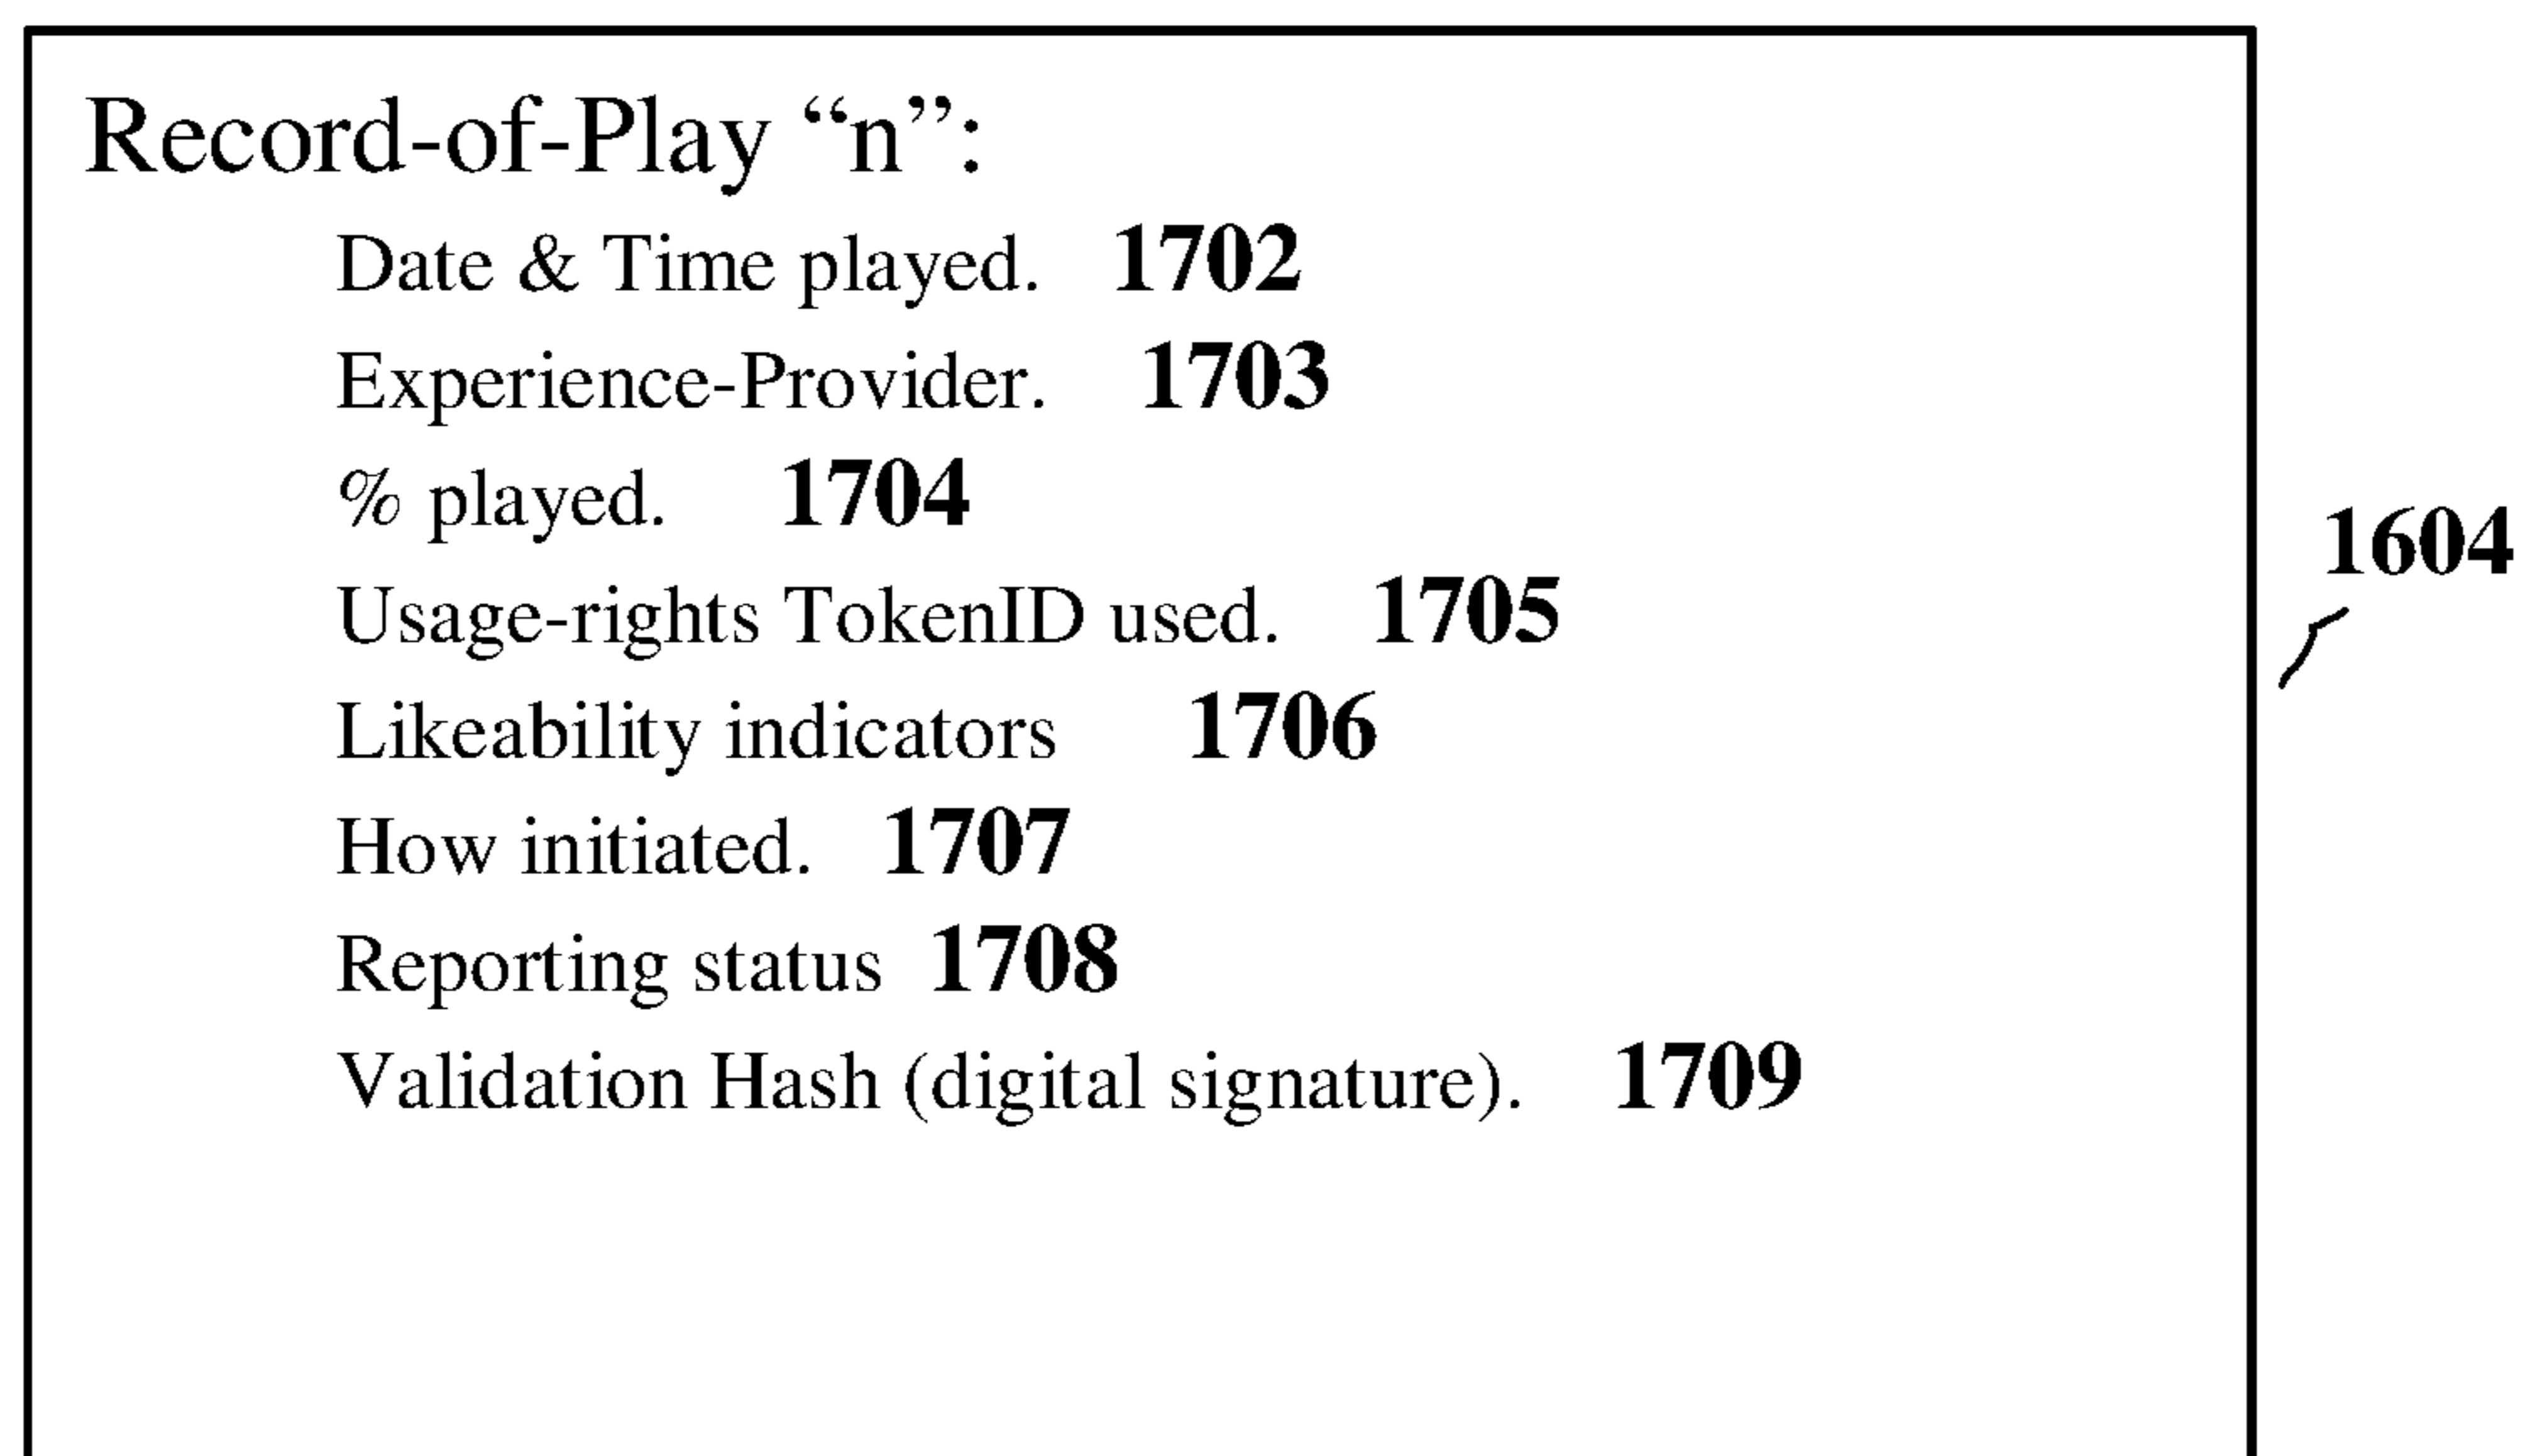 Record-of-Play “n”:
Date & Time played. 1702
Experience-Provider. 1703
% played. 1704
Usage-rights TokenID used. 1705
Likeability indicators 1706
How initiated. 1707
Reporting status 1708
Validation Hash (digital signature). 1709
1604